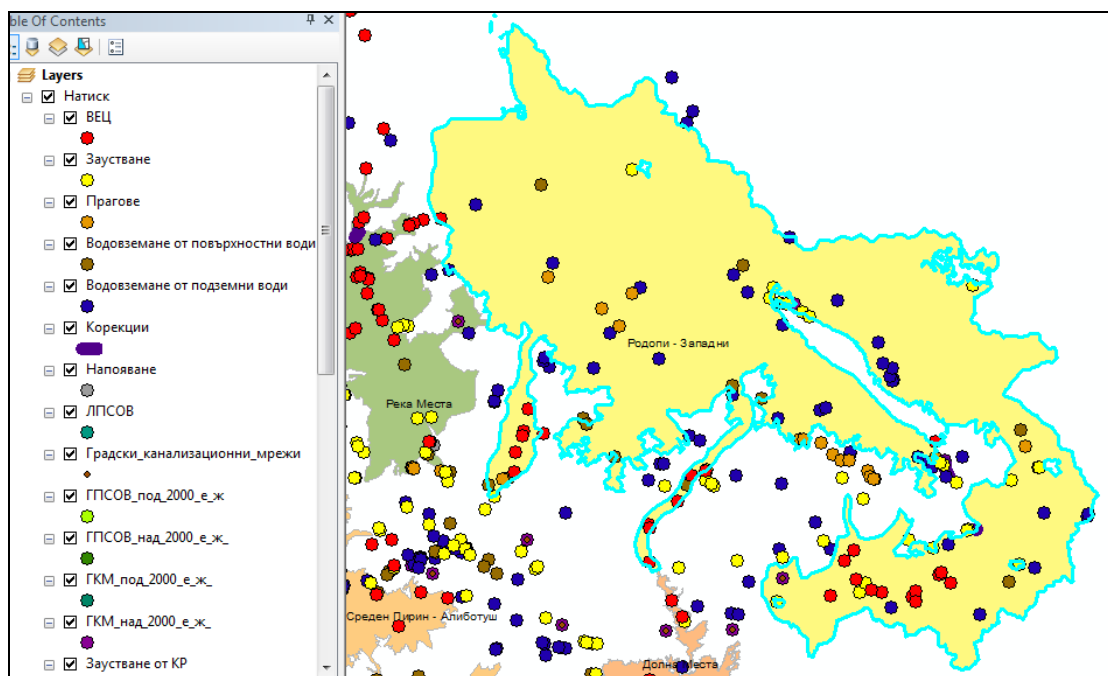 ble Of Contents
Layers
Натиск
ВЕЦ
Заустване
Прагове
Водовземане от повърхностни води
Водовземане от подземни води
Корекции
Напояване
ЛПСОВ
Градски_канализационни_мрежи
ГПСОВ_под_2000_е_ж
ГПСОВ_над_2000_е_ж_
ГКМ_под_2000_е_ж_
ГКМ_над_2000_е_ж_
Заустване от КР
Родопи - Западни
Река Места
Среден Пирин - Алиботуш
Долна Места